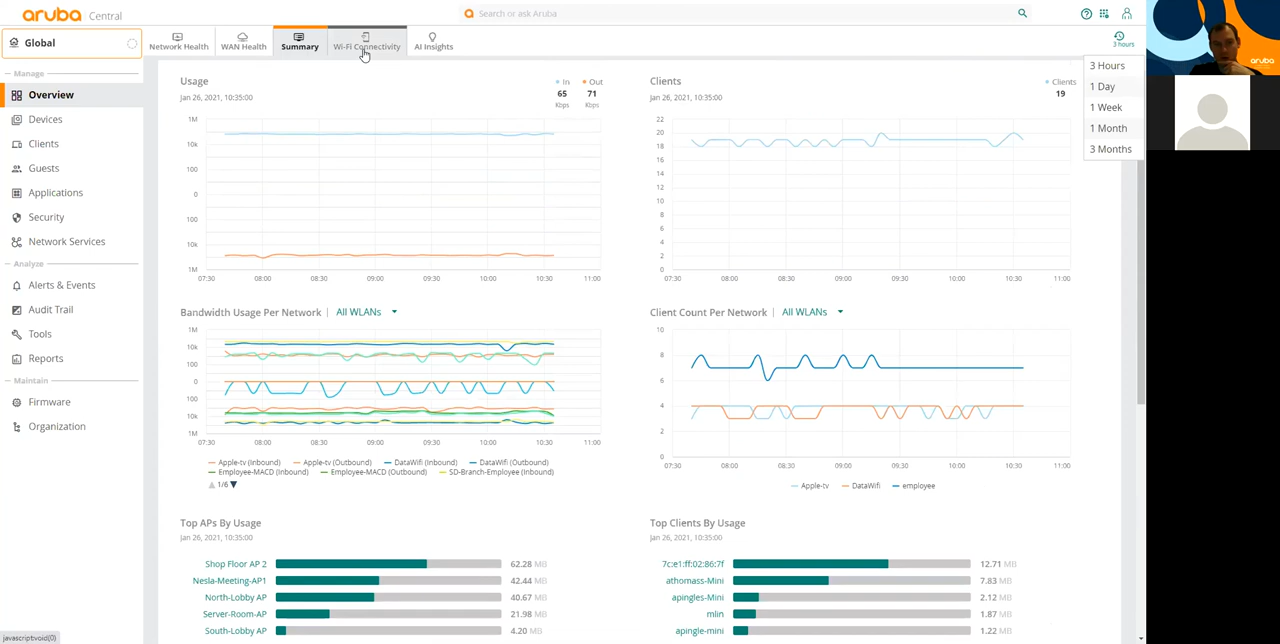 aruba Central
Search or ask Aruba
Global
Network Health
WAN Health
Summary
Wi-Fi Connectivity
AI Insights
3 hours
3 Hours
1 Day
1 Week
1 Month
3 Months
aruba
Manage
Overview
Devices
Clients
Guests
Applications
Security
Network Services
Analyze
Alerts & Events
Audit Trail
Tools
Reports
Maintain
Firmware
Organization
Usage
Jan 26, 2021, 10:35:00
In Out
65 71
Kbps Kbps
1M
10k
100
0
100
10k
1M
07:30 08:00 08:30 09:00 09:30 10:00 10:30 11:00
Clients
Jan 26, 2021, 10:35:00
Clients
19
22
20
18
16
14
12
10
8
6
4
2
0
07:30 08:00 08:30 09:00 09:30 10:00 10:30 11:00
Bandwidth Usage Per Network | All WLANs
1M
10k
100
0
100
10k
1M
07:30 08:00 08:30 09:00 09:30 10:00 10:30 11:00
Apple-tv (Inbound) Apple-tv (Outbound) DataWifi (Inbound) DataWifi (Outbound)
Employee-MACD (Inbound) Employee-MACD (Outbound) SD-Branch-Employee (Inbound)
1/6
Client Count Per Network | All WLANs
10
8
6
4
2
0
07:30 08:00 08:30 09:00 09:30 10:00 10:30 11:00
Apple-tv DataWifi employee
Top APs By Usage
Jan 26, 2021, 10:35:00
Shop Floor AP 2 62.28 MB
Nesla-Meeting-AP1 42.44 MB
North-Lobby AP 40.67 MB
Server-Room-AP 21.98 MB
South-Lobby AP 4.20 MB
Top Clients By Usage
Jan 26, 2021, 10:35:00
7c:e1:ff:02:86:7f 12.71 MB
athomass-Mini 7.83 MB
apingles-Mini 2.12 MB
mlin 1.87 MB
apingle-mini 1.22 MB
javascript:void(0)